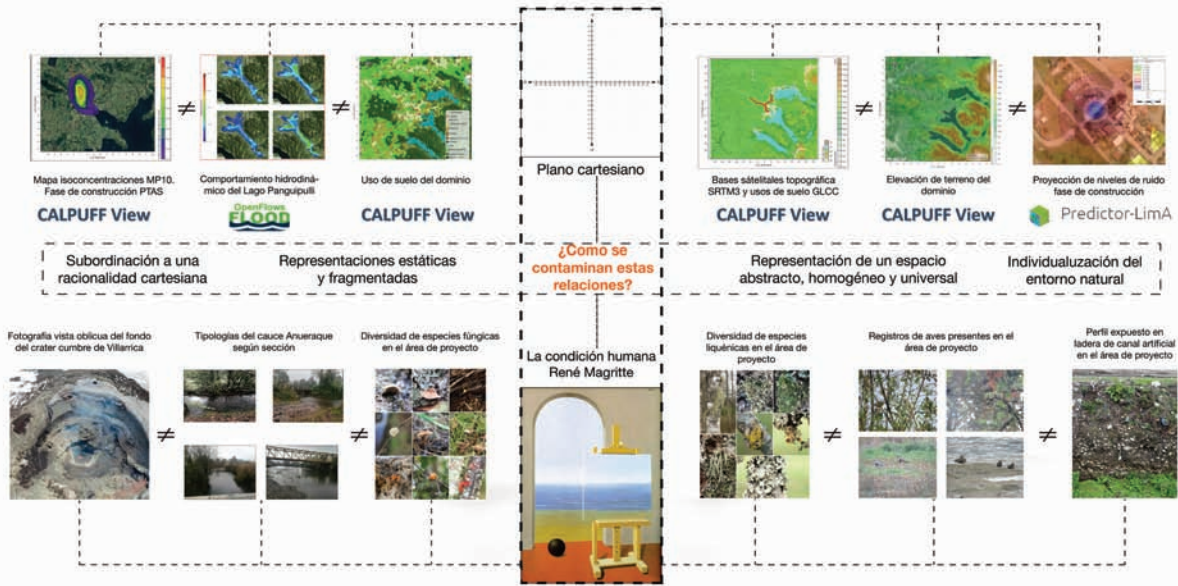 Mapa isoconcentraciones MP10.
Fase de construcción PTAS
CALPUFF View
Comportamiento hidrodiná-
mico del Lago Panguipulli
OpenFlows
FLOOD
Uso de suelo del dominio
CALPUFF View
Plano cartesiano
Bases sátelitales topográfica
SRTM3 y usos de suelo GLCC
CALPUFF View
Elevación de terreno del
dominio
CALPUFF View
Proyección de niveles de ruido
fase de construcción
Predictor-LimA
Subordinación a una
racionalidad cartesiana
Representaciones estáticas
y fragmentadas
¿Como se
contaminan estas
relaciones?
Representación de un espacio
abstracto, homogéneo y universal
Individualuzación del
entorno natural
Fotografía vista oblicua del fondo
del crater cumbre de Villarrica
Tipologías del cauce Anueraque
según sección
Diversidad de especies fúngicas
en el área de proyecto
La condición humana
René Magritte
Diversidad de especies
liquénicas en el área de
proyecto
Registros de aves presentes en el
área de proyecto
Perfil expuesto en
ladera de canal artificial
en el área de proyecto